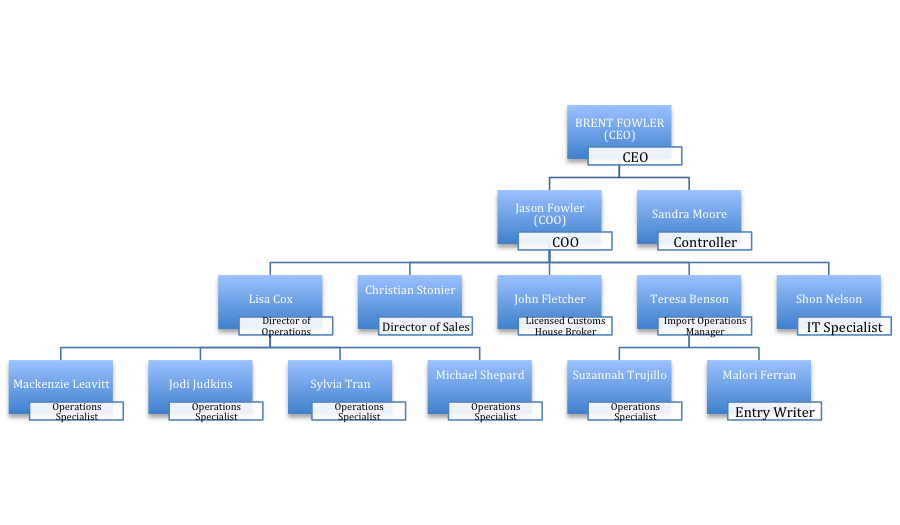 BRENT FOWLER
(CEO)
CEO
Jason Fowler
(COO)
COO
Sandra Moore
Controller
Lisa Cox
Director of
Operations
Christian Stonier
Director of Sales
John Fletcher
Licensed Customs
House Broker
Teresa Benson
Import Operations
Manager
Shon Nelson
IT Specialist
Mackenzie Leavitt
Operations
Specialist
Jodi Judkins
Operations
Specialist
Sylvia Tran
Operations
Specialist
Michael Shepard
Operations
Specialist
Suzannah Trujillo
Operations
Specialist
Malori Ferran
Entry Writer